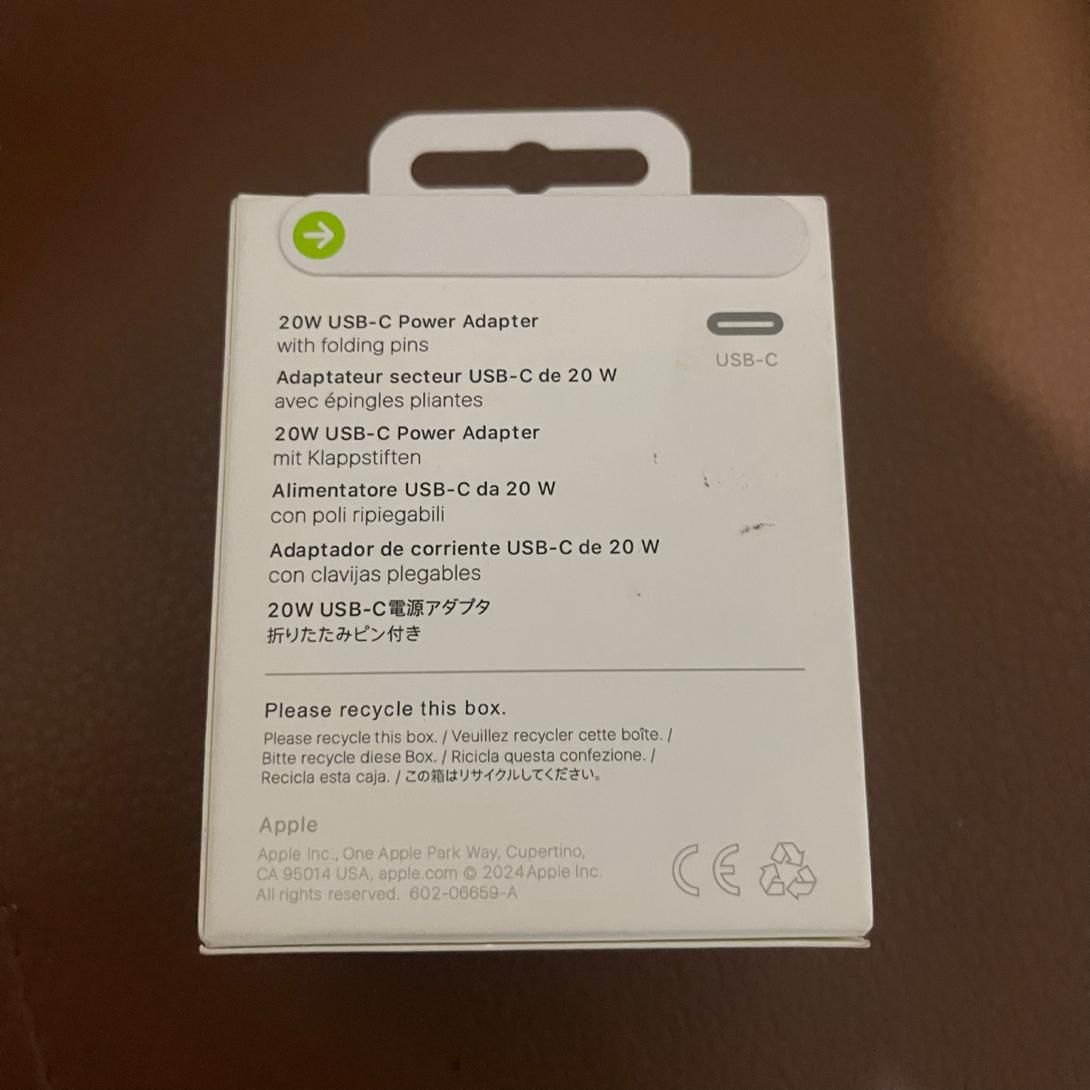 20W USB-C Power Adapter
with folding pins
USB-C
Adaptateur secteur USB-C de 20 W
avec épingles pliantes
20W USB-C Power Adapter
mit Klappstiften
Alimentatore USB-C da 20 W
con poli ripiegabili
Adaptador de corriente USB-C de 20 W
con clavijas plegables
20W USB-C電源アダプタ
折りたたみピン付き
Please recycle this box.
Please recycle this box. / Veuillez recycler cette boîte. /
Bitte recycle diese Box. / Ricicla questa confezione. /
Recicla esta caja. / この箱はリサイクルしてください。
Apple
Apple Inc., One Apple Park Way, Cupertino,
CA 95014 USA, apple.com © 2024 Apple Inc.
All rights reserved. 602-06659-A
CE